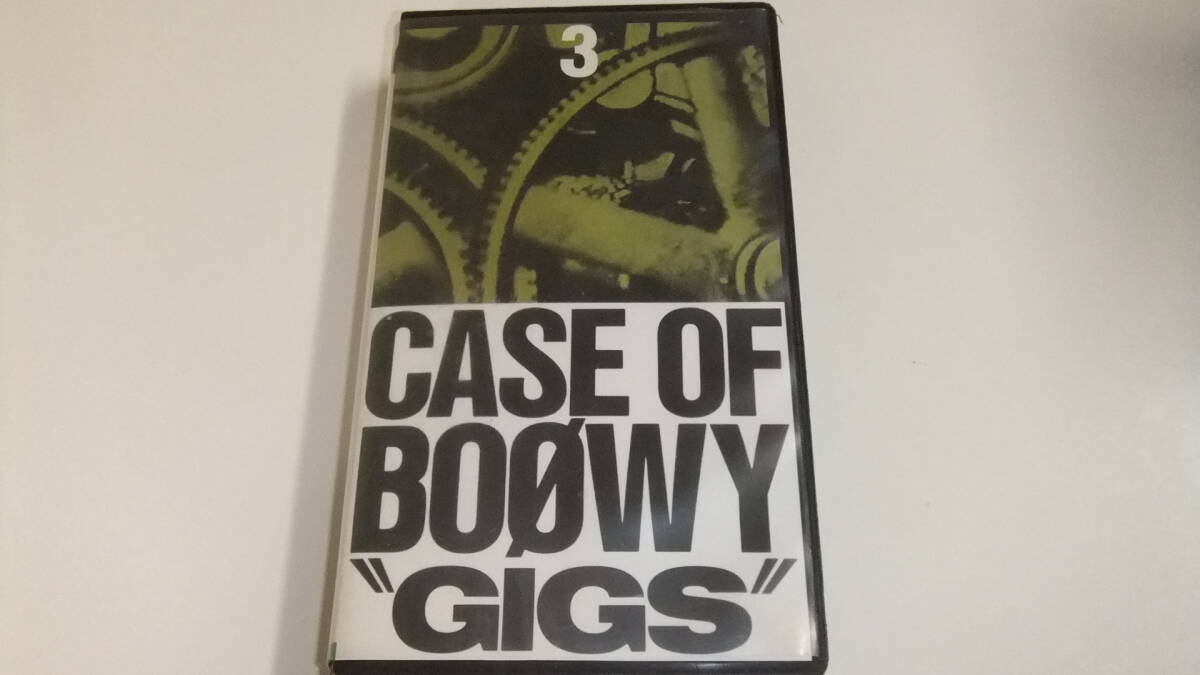 3
CASE OF
BOØWY
"GIGS"